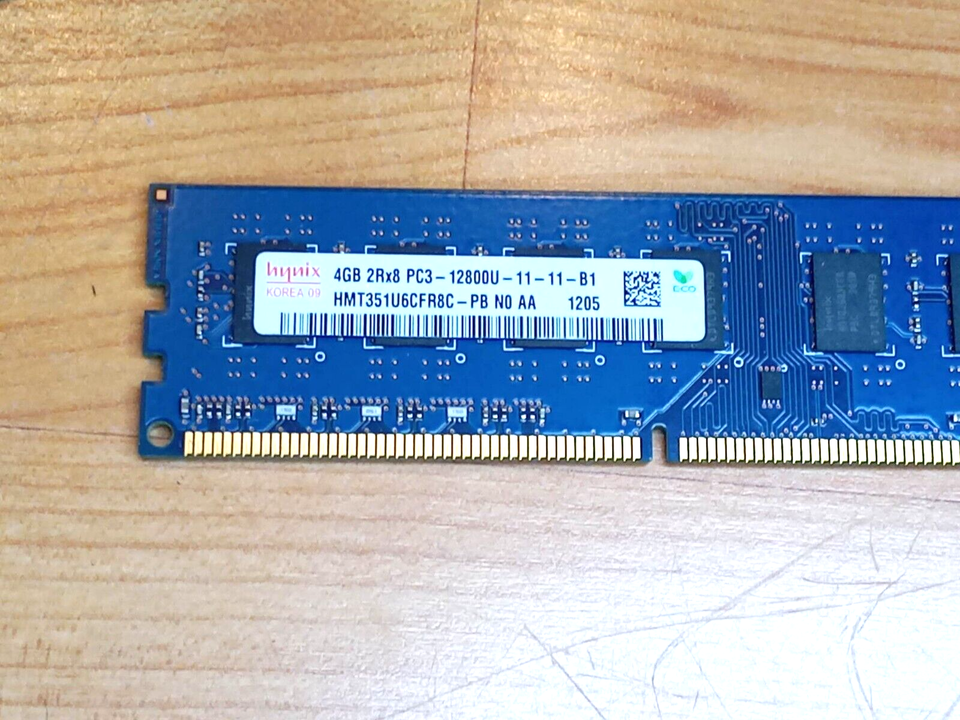 hynix
KOREA 09
4GB 2Rx8 PC3-12800U-11-11-B1
HMT351U6CFR8C-PB N0 AA 1205
ECO